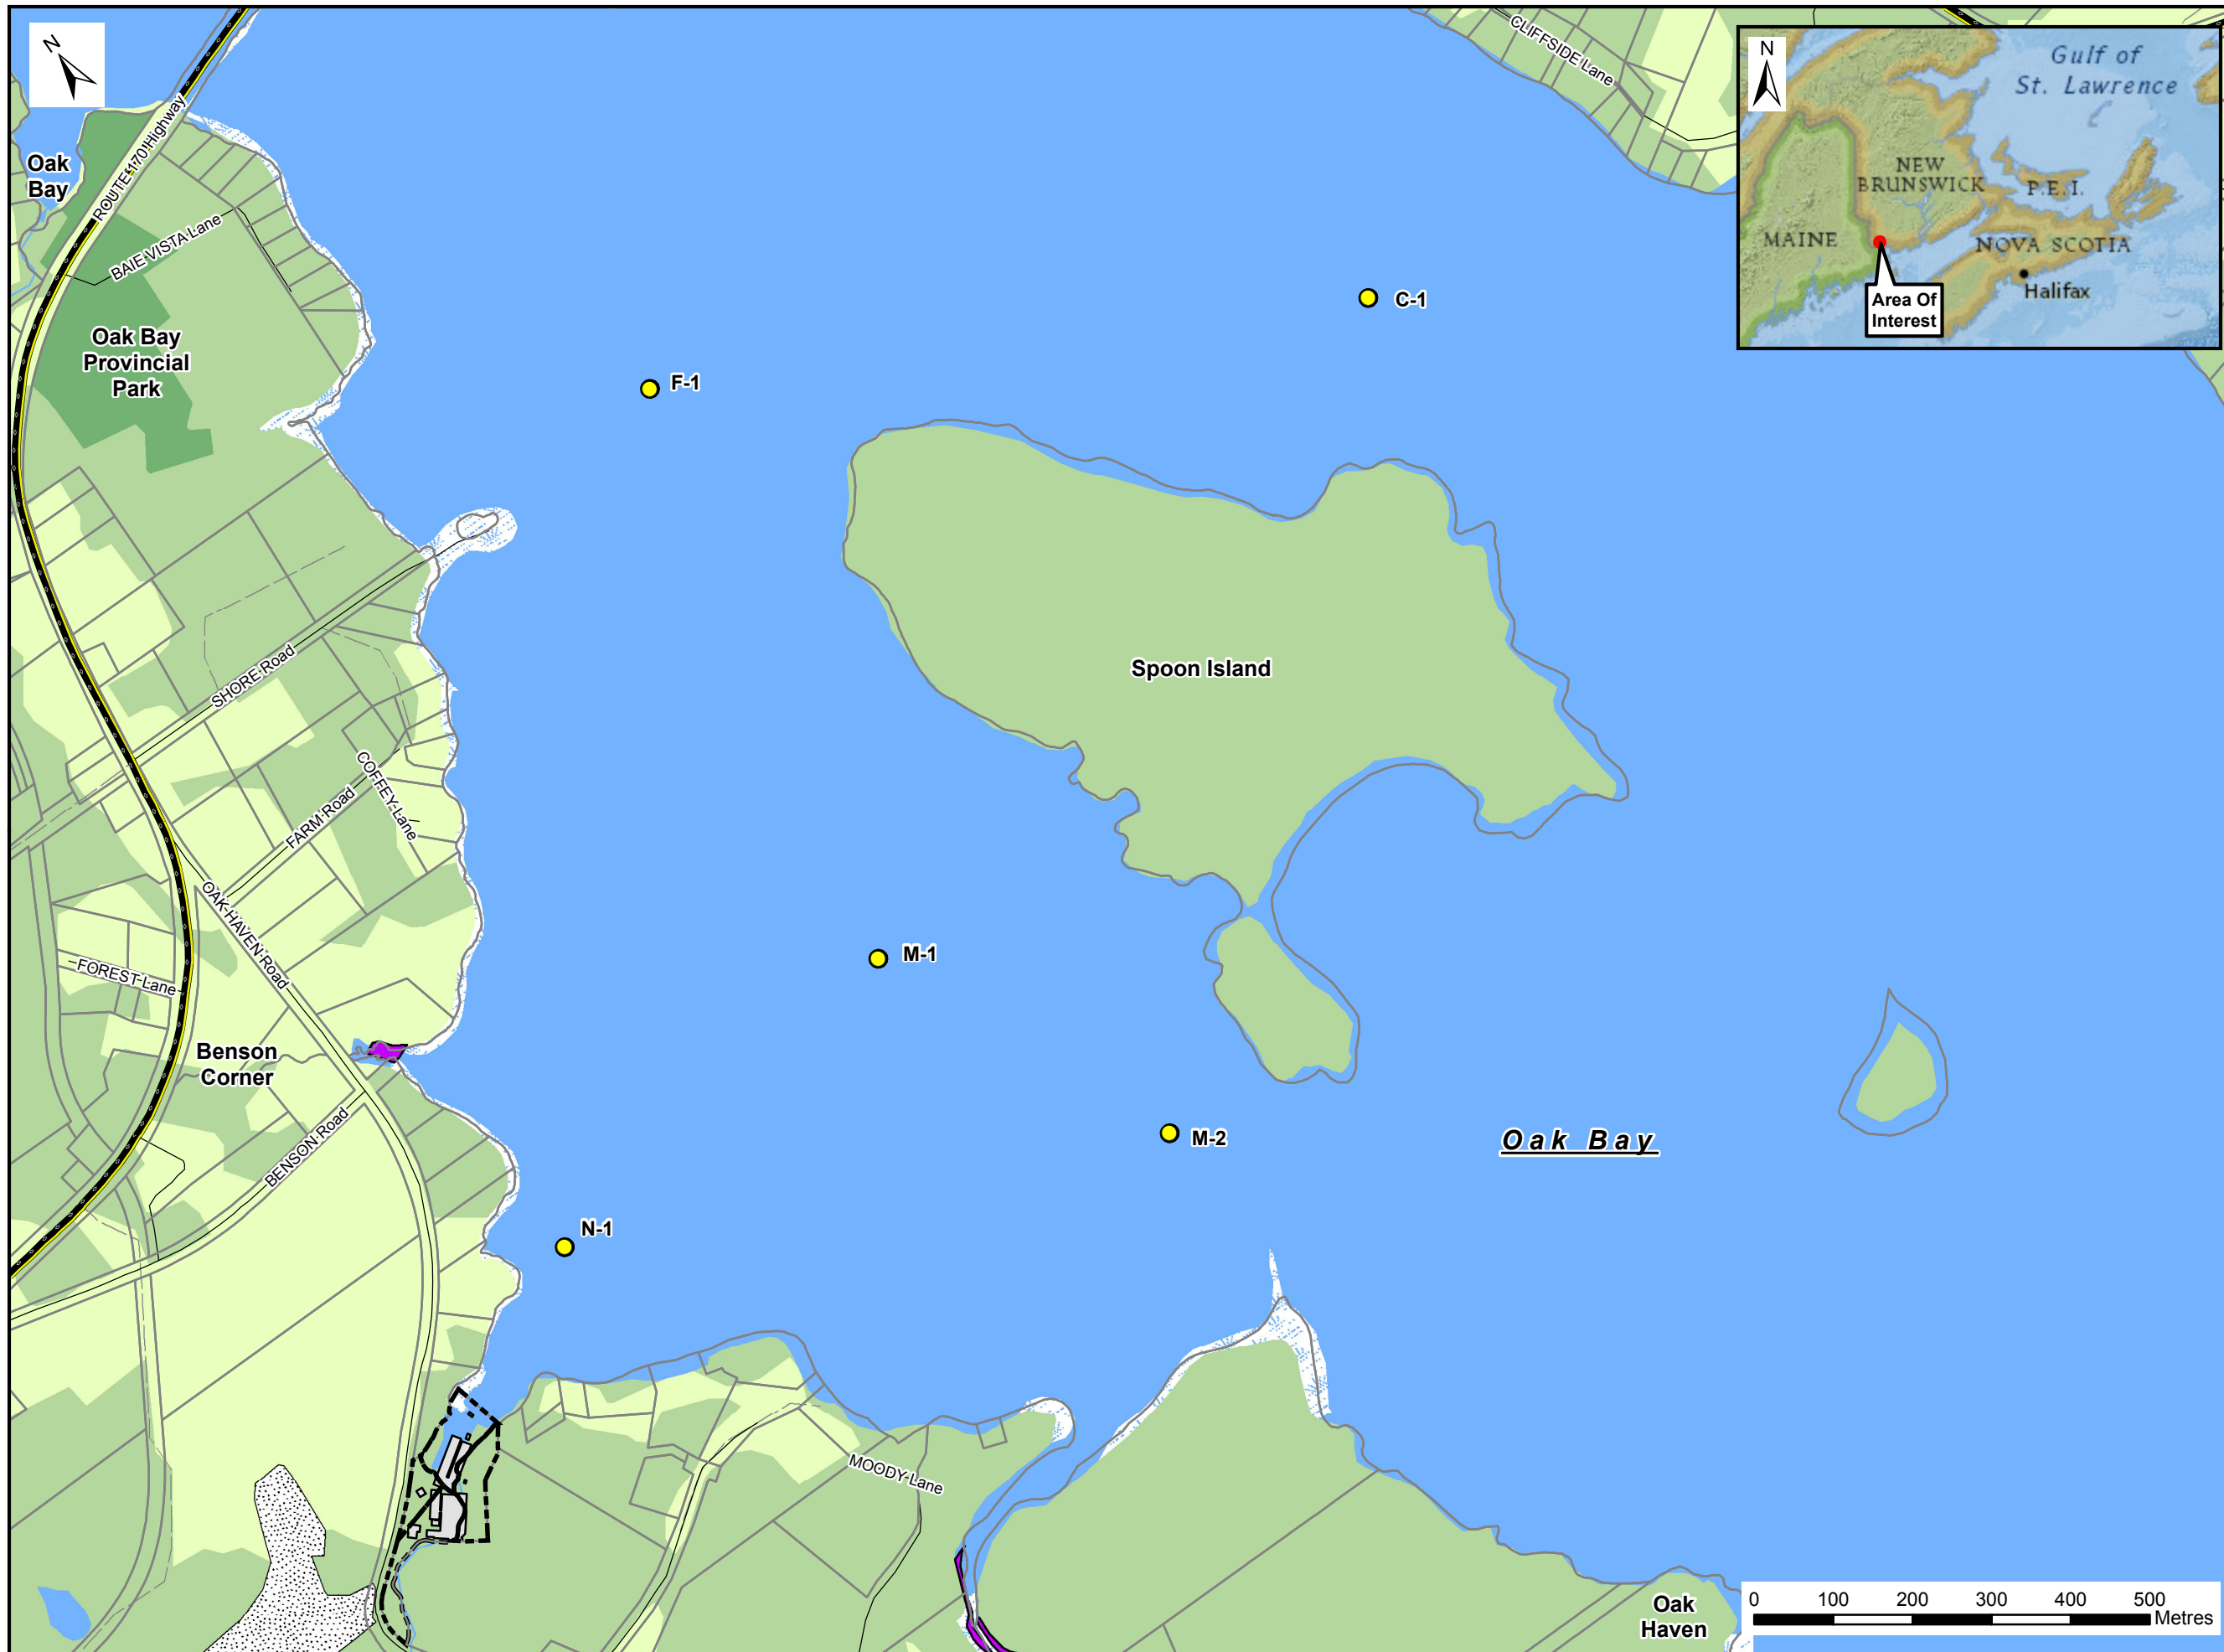 N
CLIFFSIDE Lane
N
Gulf of
St. Lawrence
NEW
BRUNSWICK
P.E.I.
MAINE
NOVA SCOTIA
Halifax
Area Of
Interest
Oak
Bay
ROUTE 170 Highway
BAIE VISTA Lane
Oak Bay
Provincial
Park
C-1
F-1
Spoon Island
SHORE Road
COFFEY Lane
FARM Road
OAK HAVEN Road
FOREST Lane
M-1
Benson
Corner
BENSON Road
M-2
Oak Bay
N-1
MOODY Lane
Oak
Haven
0 100 200 300 400 500
Metres